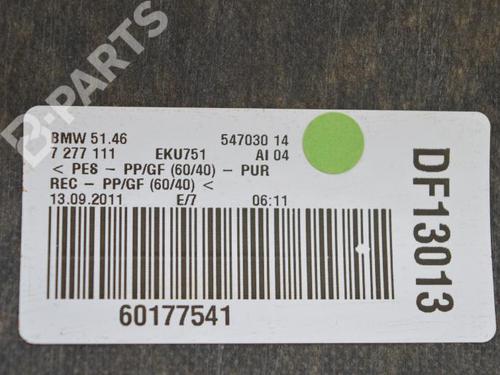 B-PARTS
BMW 51.46 547030 14
7 277 111 EKU751 AI 04
< PES - PP/GF (60/40) - PUR
REC - PP/GF (60/40) <
13.09.2011 E/7 06:11
60177541
DF13013